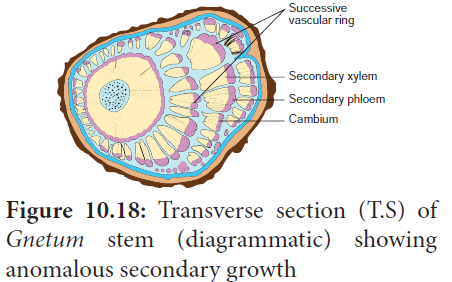 Successive
vascular ring
Secondary xylem
Secondary phloem
Cambium
Figure 10.18: Transverse section (T.S) of
Gnetum stem (diagrammatic) showing
anomalous secondary growth